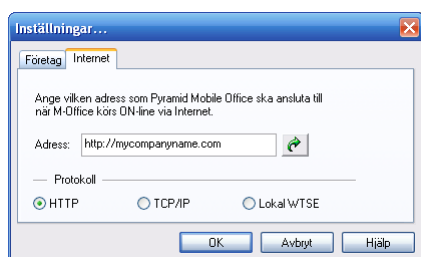 Inställningar...
Företag Internet
Ange vilken adress som Pyramid Mobile Office ska ansluta till
när M-Office körs ON-line via Internet.
Adress: http://mycompanyname.com
Protokoll
HTTP TCP/IP Lokal WTSE
OK Avbryt Hjälp